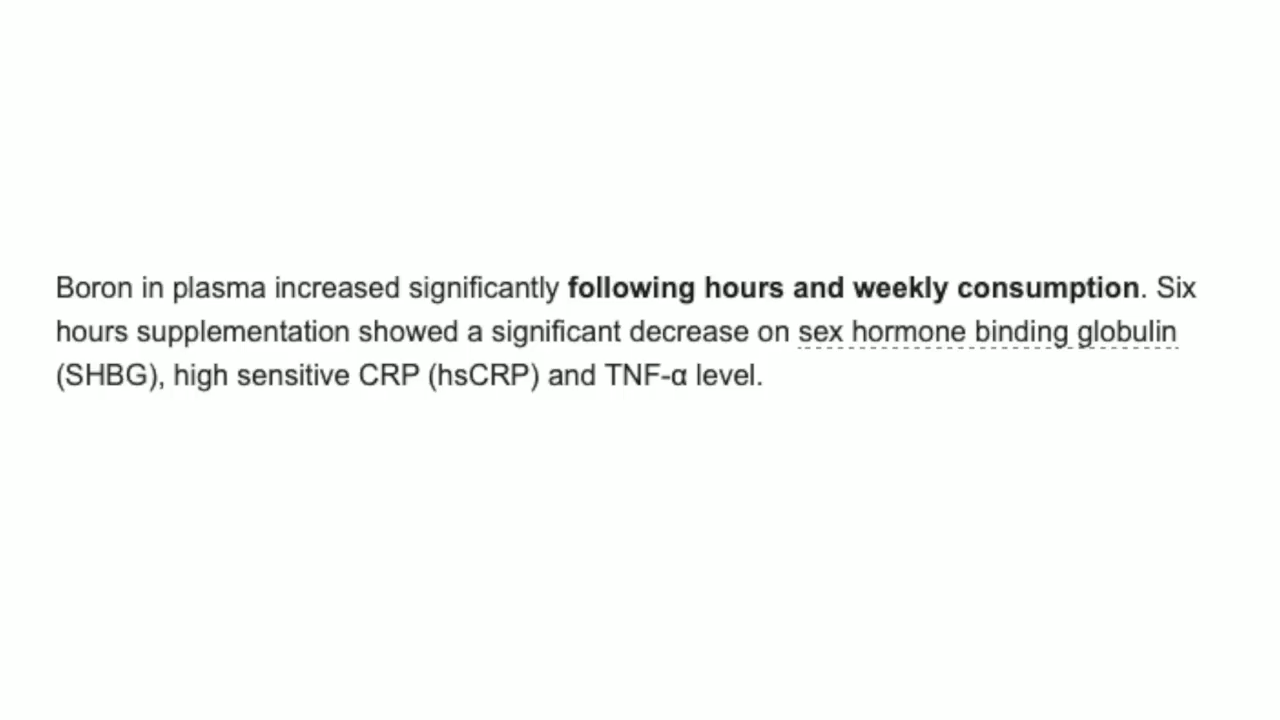 Boron in plasma increased significantly following hours and weekly consumption. Six
hours supplementation showed a significant decrease on sex hormone binding globulin
(SHBG), high sensitive CRP (hsCRP) and TNF-α level.